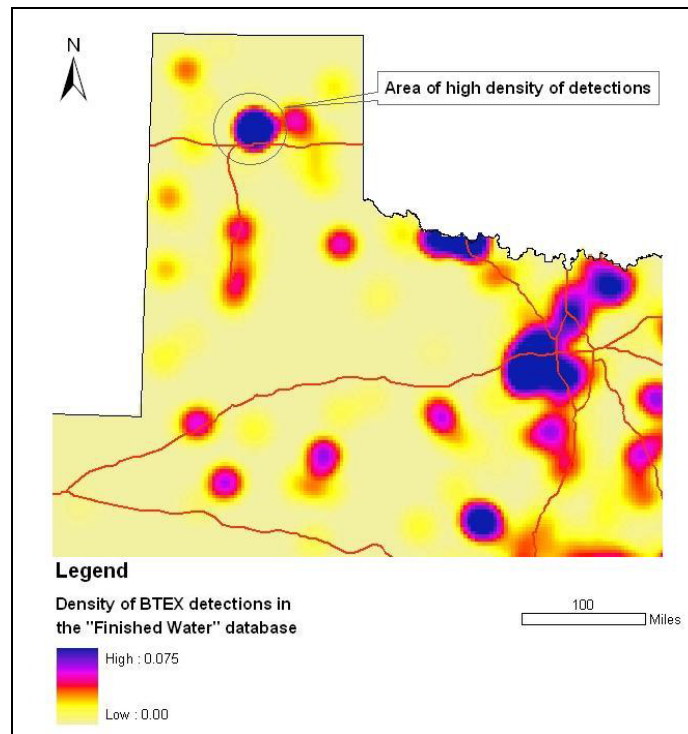 N
Area of high density of detections
Legend
Density of BTEX detections in
the "Finished Water" database
High : 0.075
Low : 0.00
100
Miles